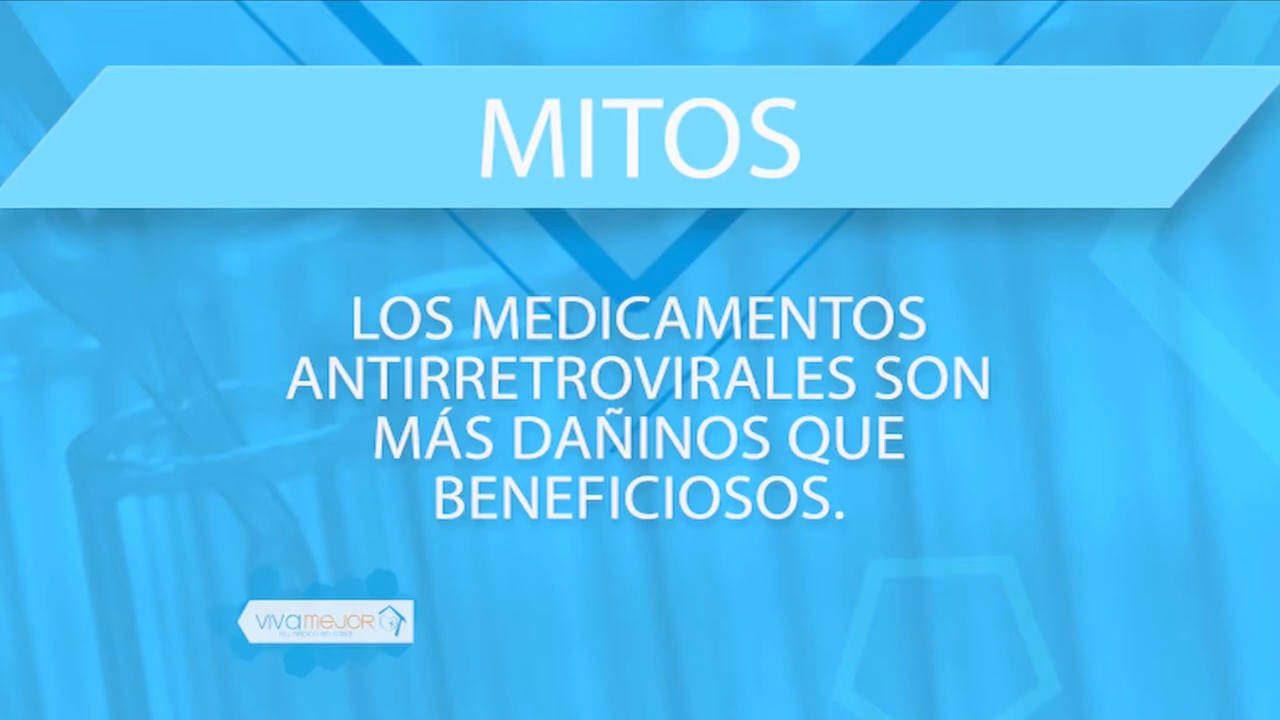 MITOS
LOS MEDICAMENTOS
ANTIRRETROVIRALES SON
MÁS DAÑINOS QUE
BENEFICIOSOS.
VIVAMEJOR